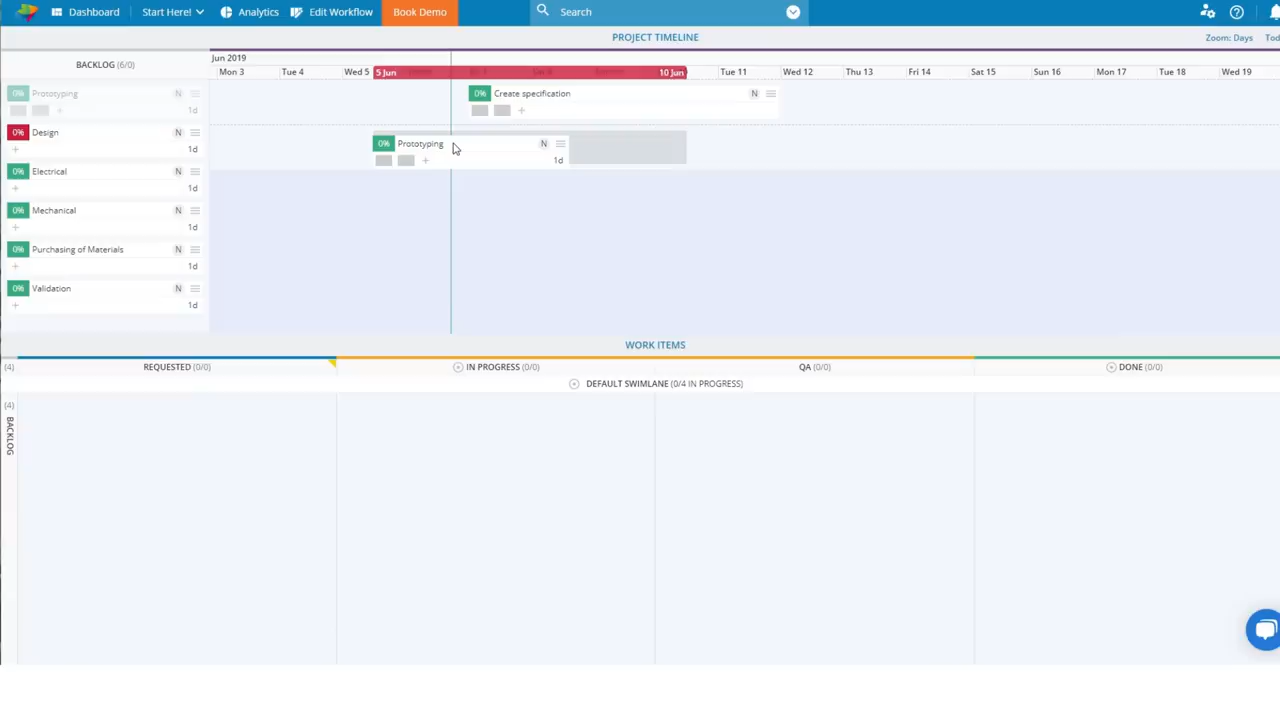 Dashboard Start Here! Analytics Edit Workflow Book Demo Search
PROJECT TIMELINE Zoom: Days Tod
BACKLOG (6/0) Jun 2019
Mon 3 Tue 4 Wed 5 5 Jun 10 Jun Tue 11 Wed 12 Thu 13 Fri 14 Sat 15 Sun 16 Mon 17 Tue 18 Wed 19
0% Prototyping N
1d
0% Create specification N
0% Design N
1d
0% Prototyping N
1d
0% Electrical N
1d
0% Mechanical N
1d
0% Purchasing of Materials N
1d
0% Validation N
1d
WORK ITEMS
(4) REQUESTED (0/0) IN PROGRESS (0/0) QA (0/0) DONE (0/0)
DEFAULT SWIMLANE (0/4 IN PROGRESS)
(4) BACKLOG